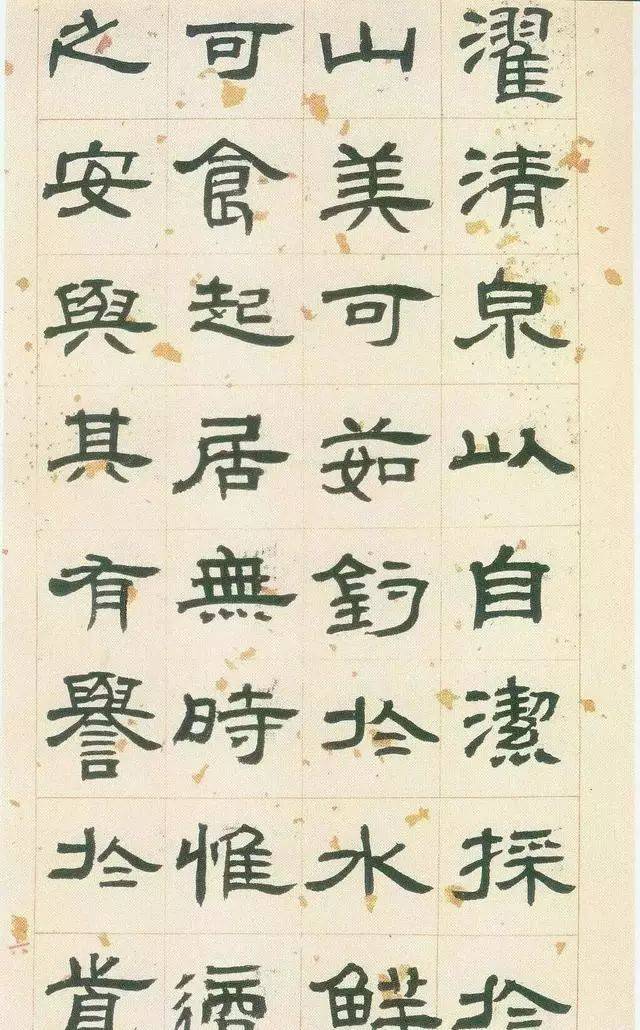 濯清泉以自潔採於
山美可茹釣於水鮮
可食起居無時惟適
之安與其有譽於前